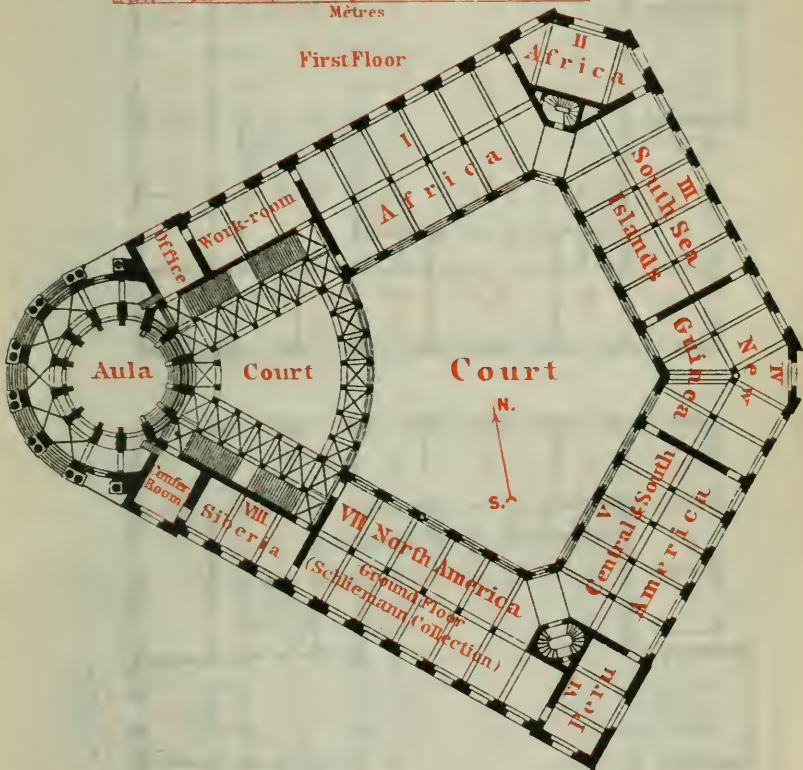 Mètres
First Floor
II
Africa
I
Africa
III
South Sea
Islands
Work-room
Office
IV
New
Guinea
Aula
Court
Court
N.
S.
Confer.
Room
VIII
Siberia
VII North America
Ground Floor
(Schliemann Collection)
V
Central & South
America
VI
Peru